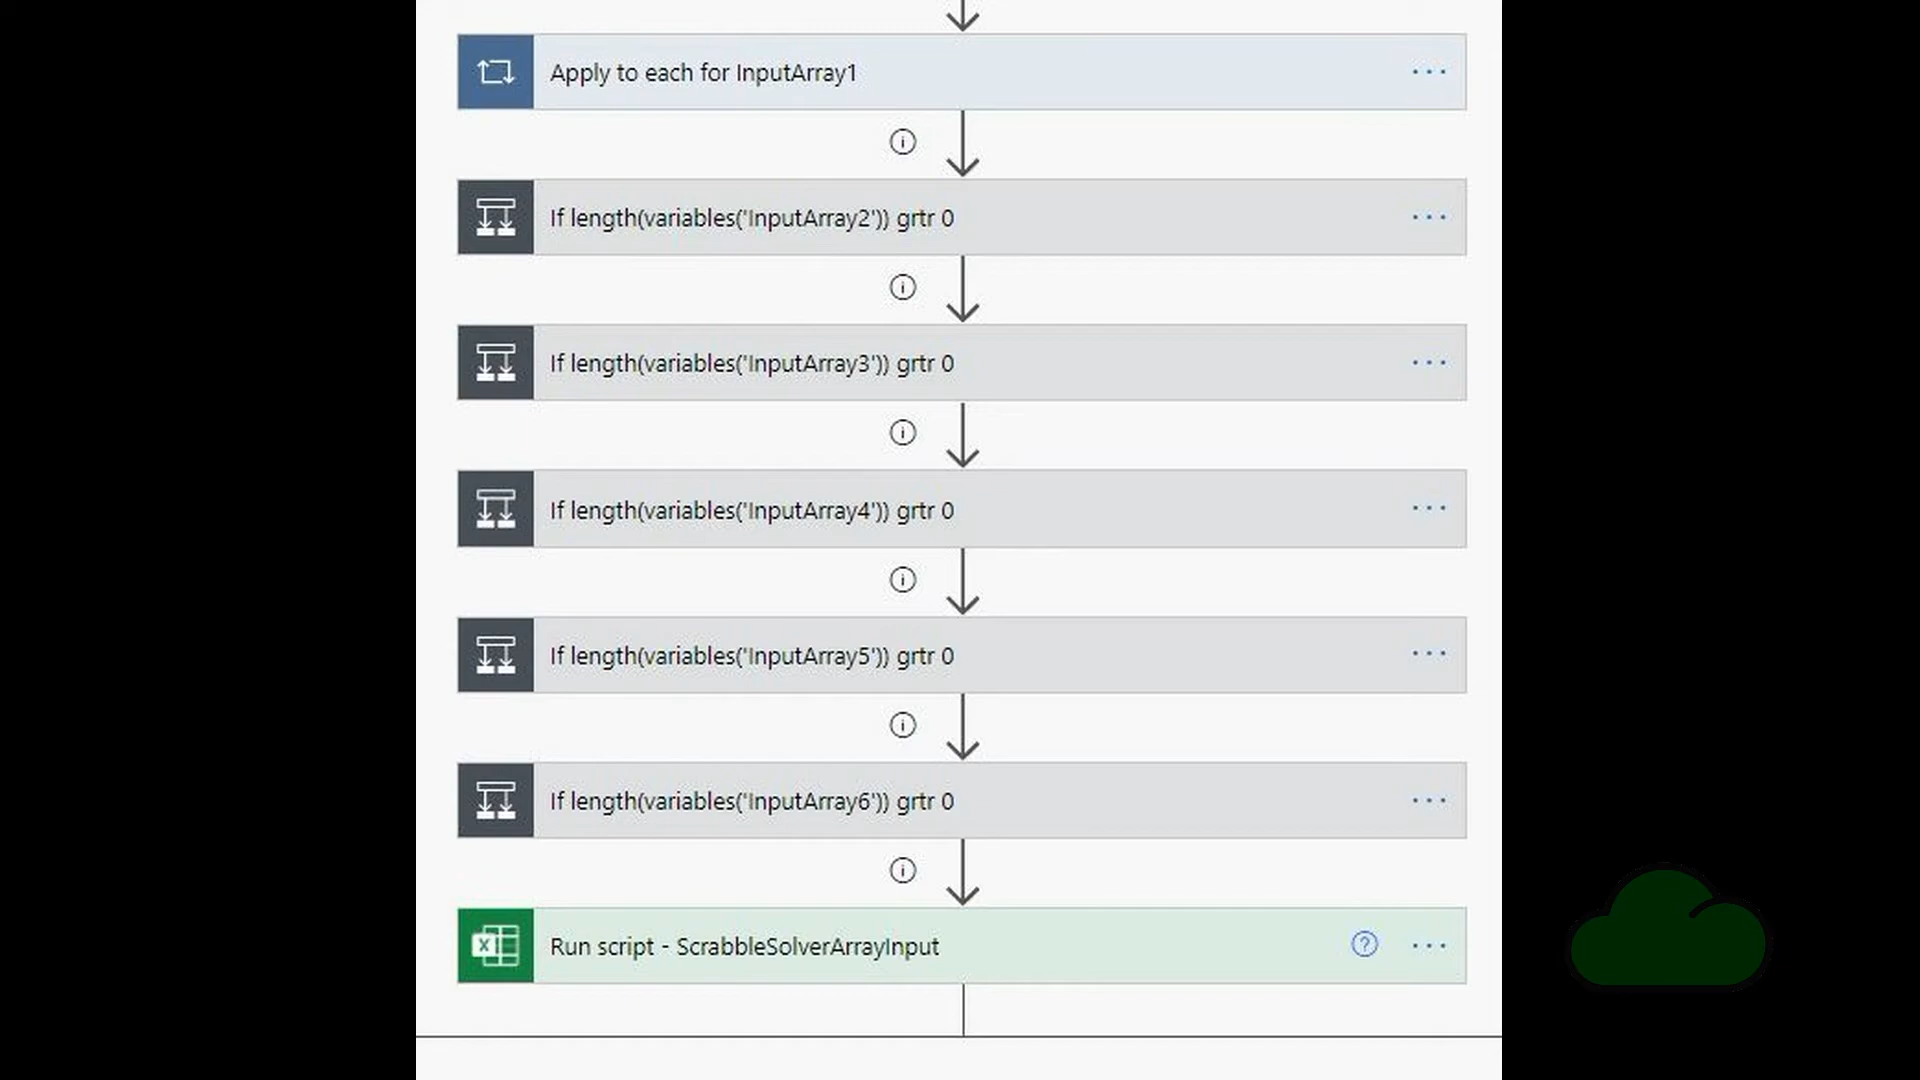 Apply to each for InputArray1
If length(variables('InputArray2')) grtr 0
If length(variables('InputArray3')) grtr 0
If length(variables('InputArray4')) grtr 0
If length(variables('InputArray5')) grtr 0
If length(variables('InputArray6')) grtr 0
Run script - ScrabbleSolverArrayInput